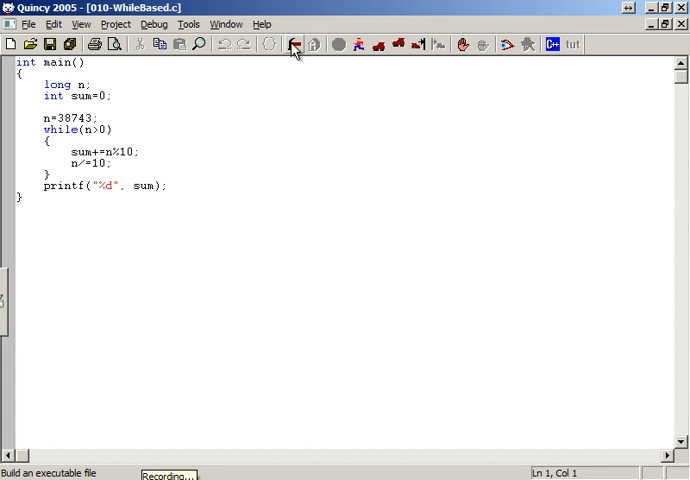 Quincy 2005 - [010-WhileBased.c]
File Edit View Project Debug Tools Window Help
C++ tut
int main()
{
long n;
int sum=0;
n=38743;
while(n>0)
{
sum+=n%10;
n/=10;
}
printf("%d", sum);
}
Build an executable file
Recording...
Ln 1, Col 1